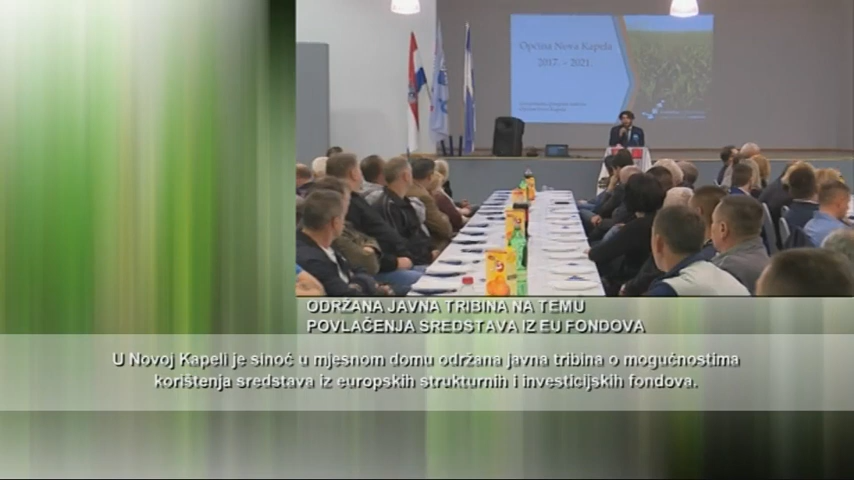 Općina Nova Kapela
2017. - 2021.
ODRŽANA JAVNA TRIBINA NA TEMU
POVLAČENJA SREDSTAVA IZ EU FONDOVA
U Novoj Kapeli je sinoć u mjesnom domu održana javna tribina o mogućnostima
korištenja sredstava iz europskih strukturnih i investicijskih fondova.